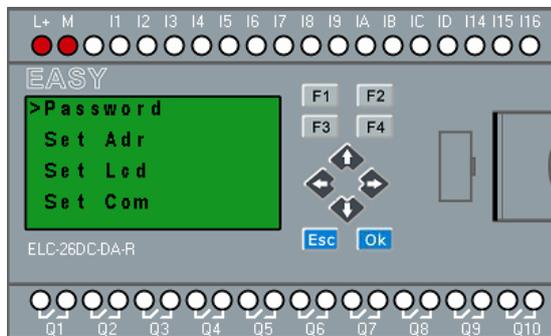 L+ M I1 I2 I3 I4 I5 I6 I7 I8 I9 IA IB IC ID I14 I15 I16
EASY
>Password
Set Adr
Set Lcd
Set Com
F1 F2
F3 F4
Esc Ok
ELC-26DC-DA-R
Q1 Q2 Q3 Q4 Q5 Q6 Q7 Q8 Q9 Q10